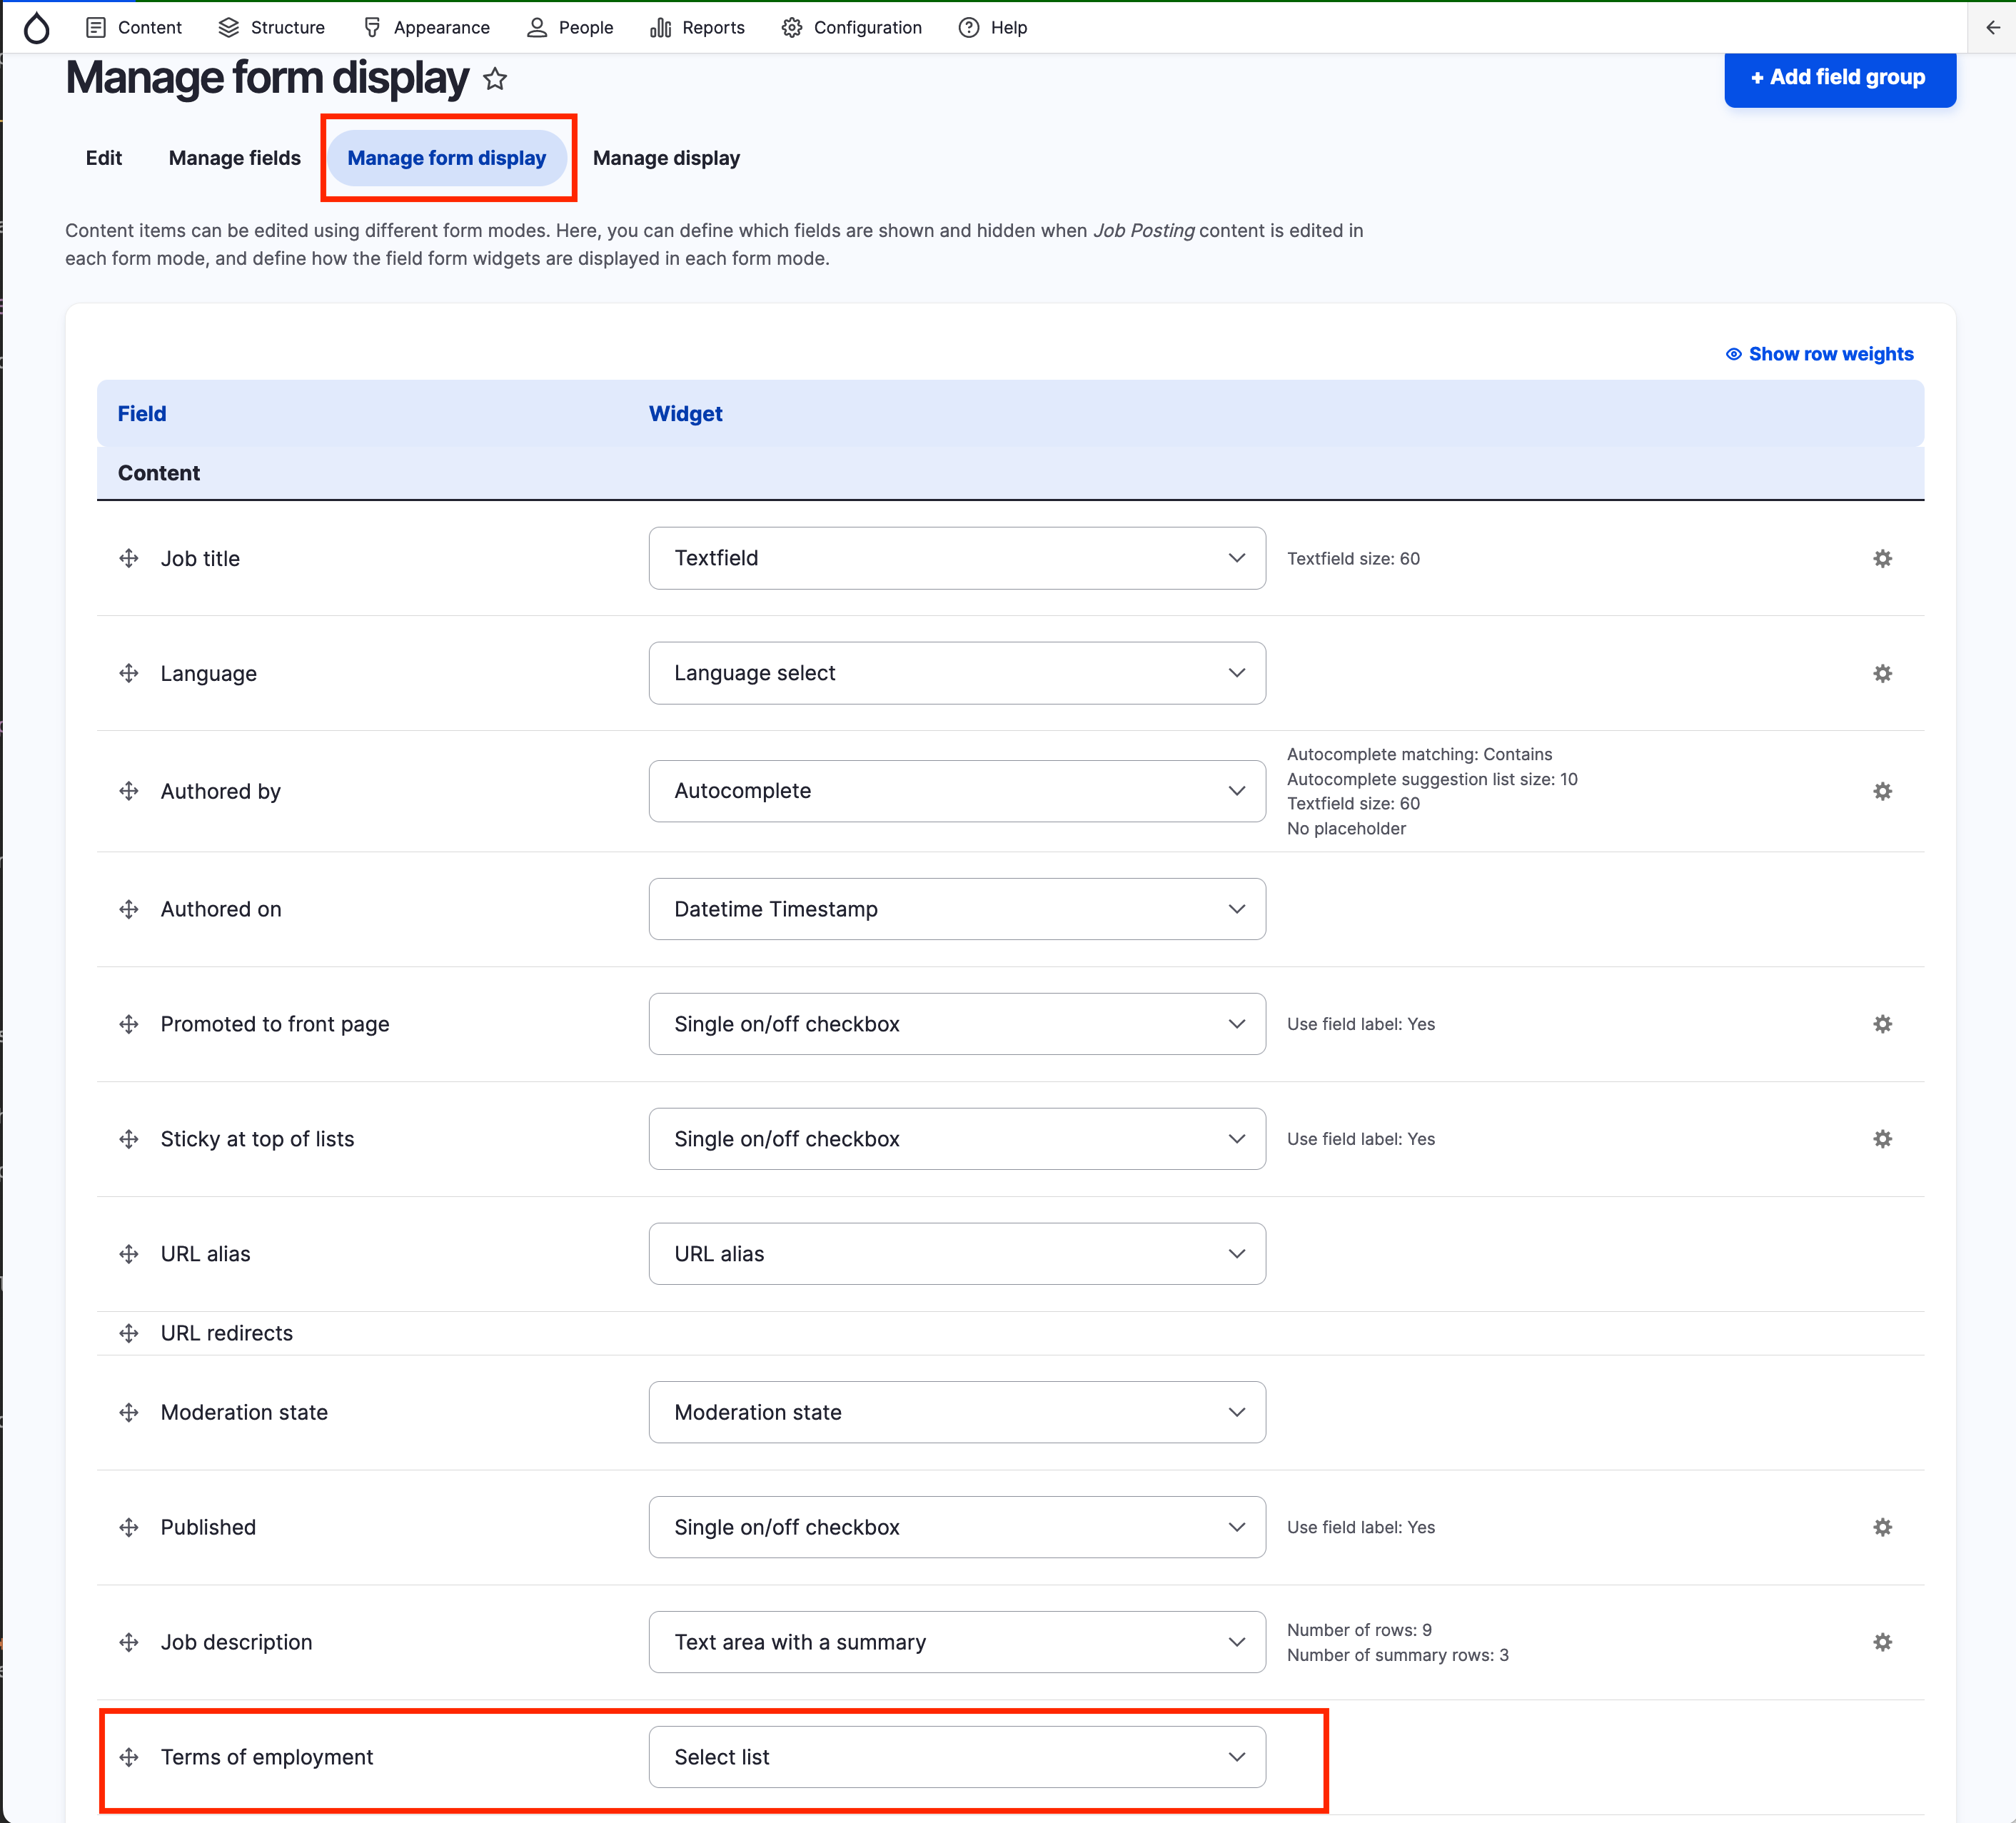 Content Structure Appearance People Reports Configuration Help
Manage form display
+ Add field group
Edit Manage fields Manage form display Manage display
Content items can be edited using different form modes. Here, you can define which fields are shown and hidden when Job Posting content is edited in
each form mode, and define how the field form widgets are displayed in each form mode.
Show row weights
Field Widget
Content
Job title Textfield Textfield size: 60
Language Language select
Authored by Autocomplete
Autocomplete matching: Contains
Autocomplete suggestion list size: 10
Textfield size: 60
No placeholder
Authored on Datetime Timestamp
Promoted to front page Single on/off checkbox Use field label: Yes
Sticky at top of lists Single on/off checkbox Use field label: Yes
URL alias URL alias
URL redirects
Moderation state Moderation state
Published Single on/off checkbox Use field label: Yes
Job description Text area with a summary
Number of rows: 9
Number of summary rows: 3
Terms of employment Select list